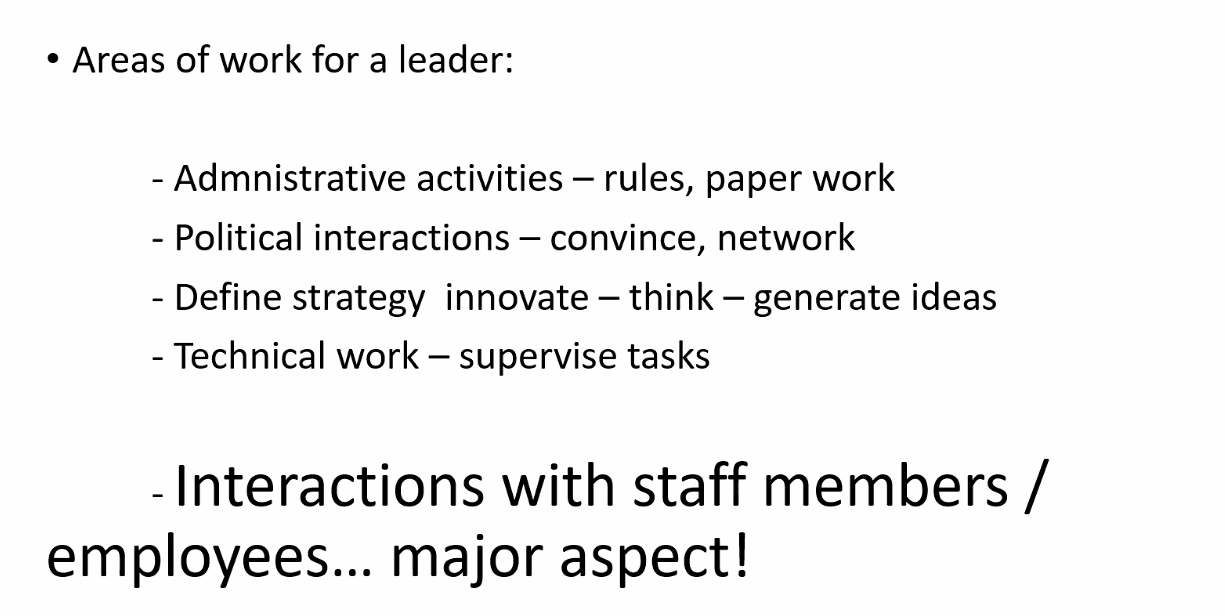 • Areas of work for a leader:
- Admnistrative activities – rules, paper work
- Political interactions – convince, network
- Define strategy  innovate – think – generate ideas
- Technical work – supervise tasks
- Interactions with staff members /
employees... major aspect!